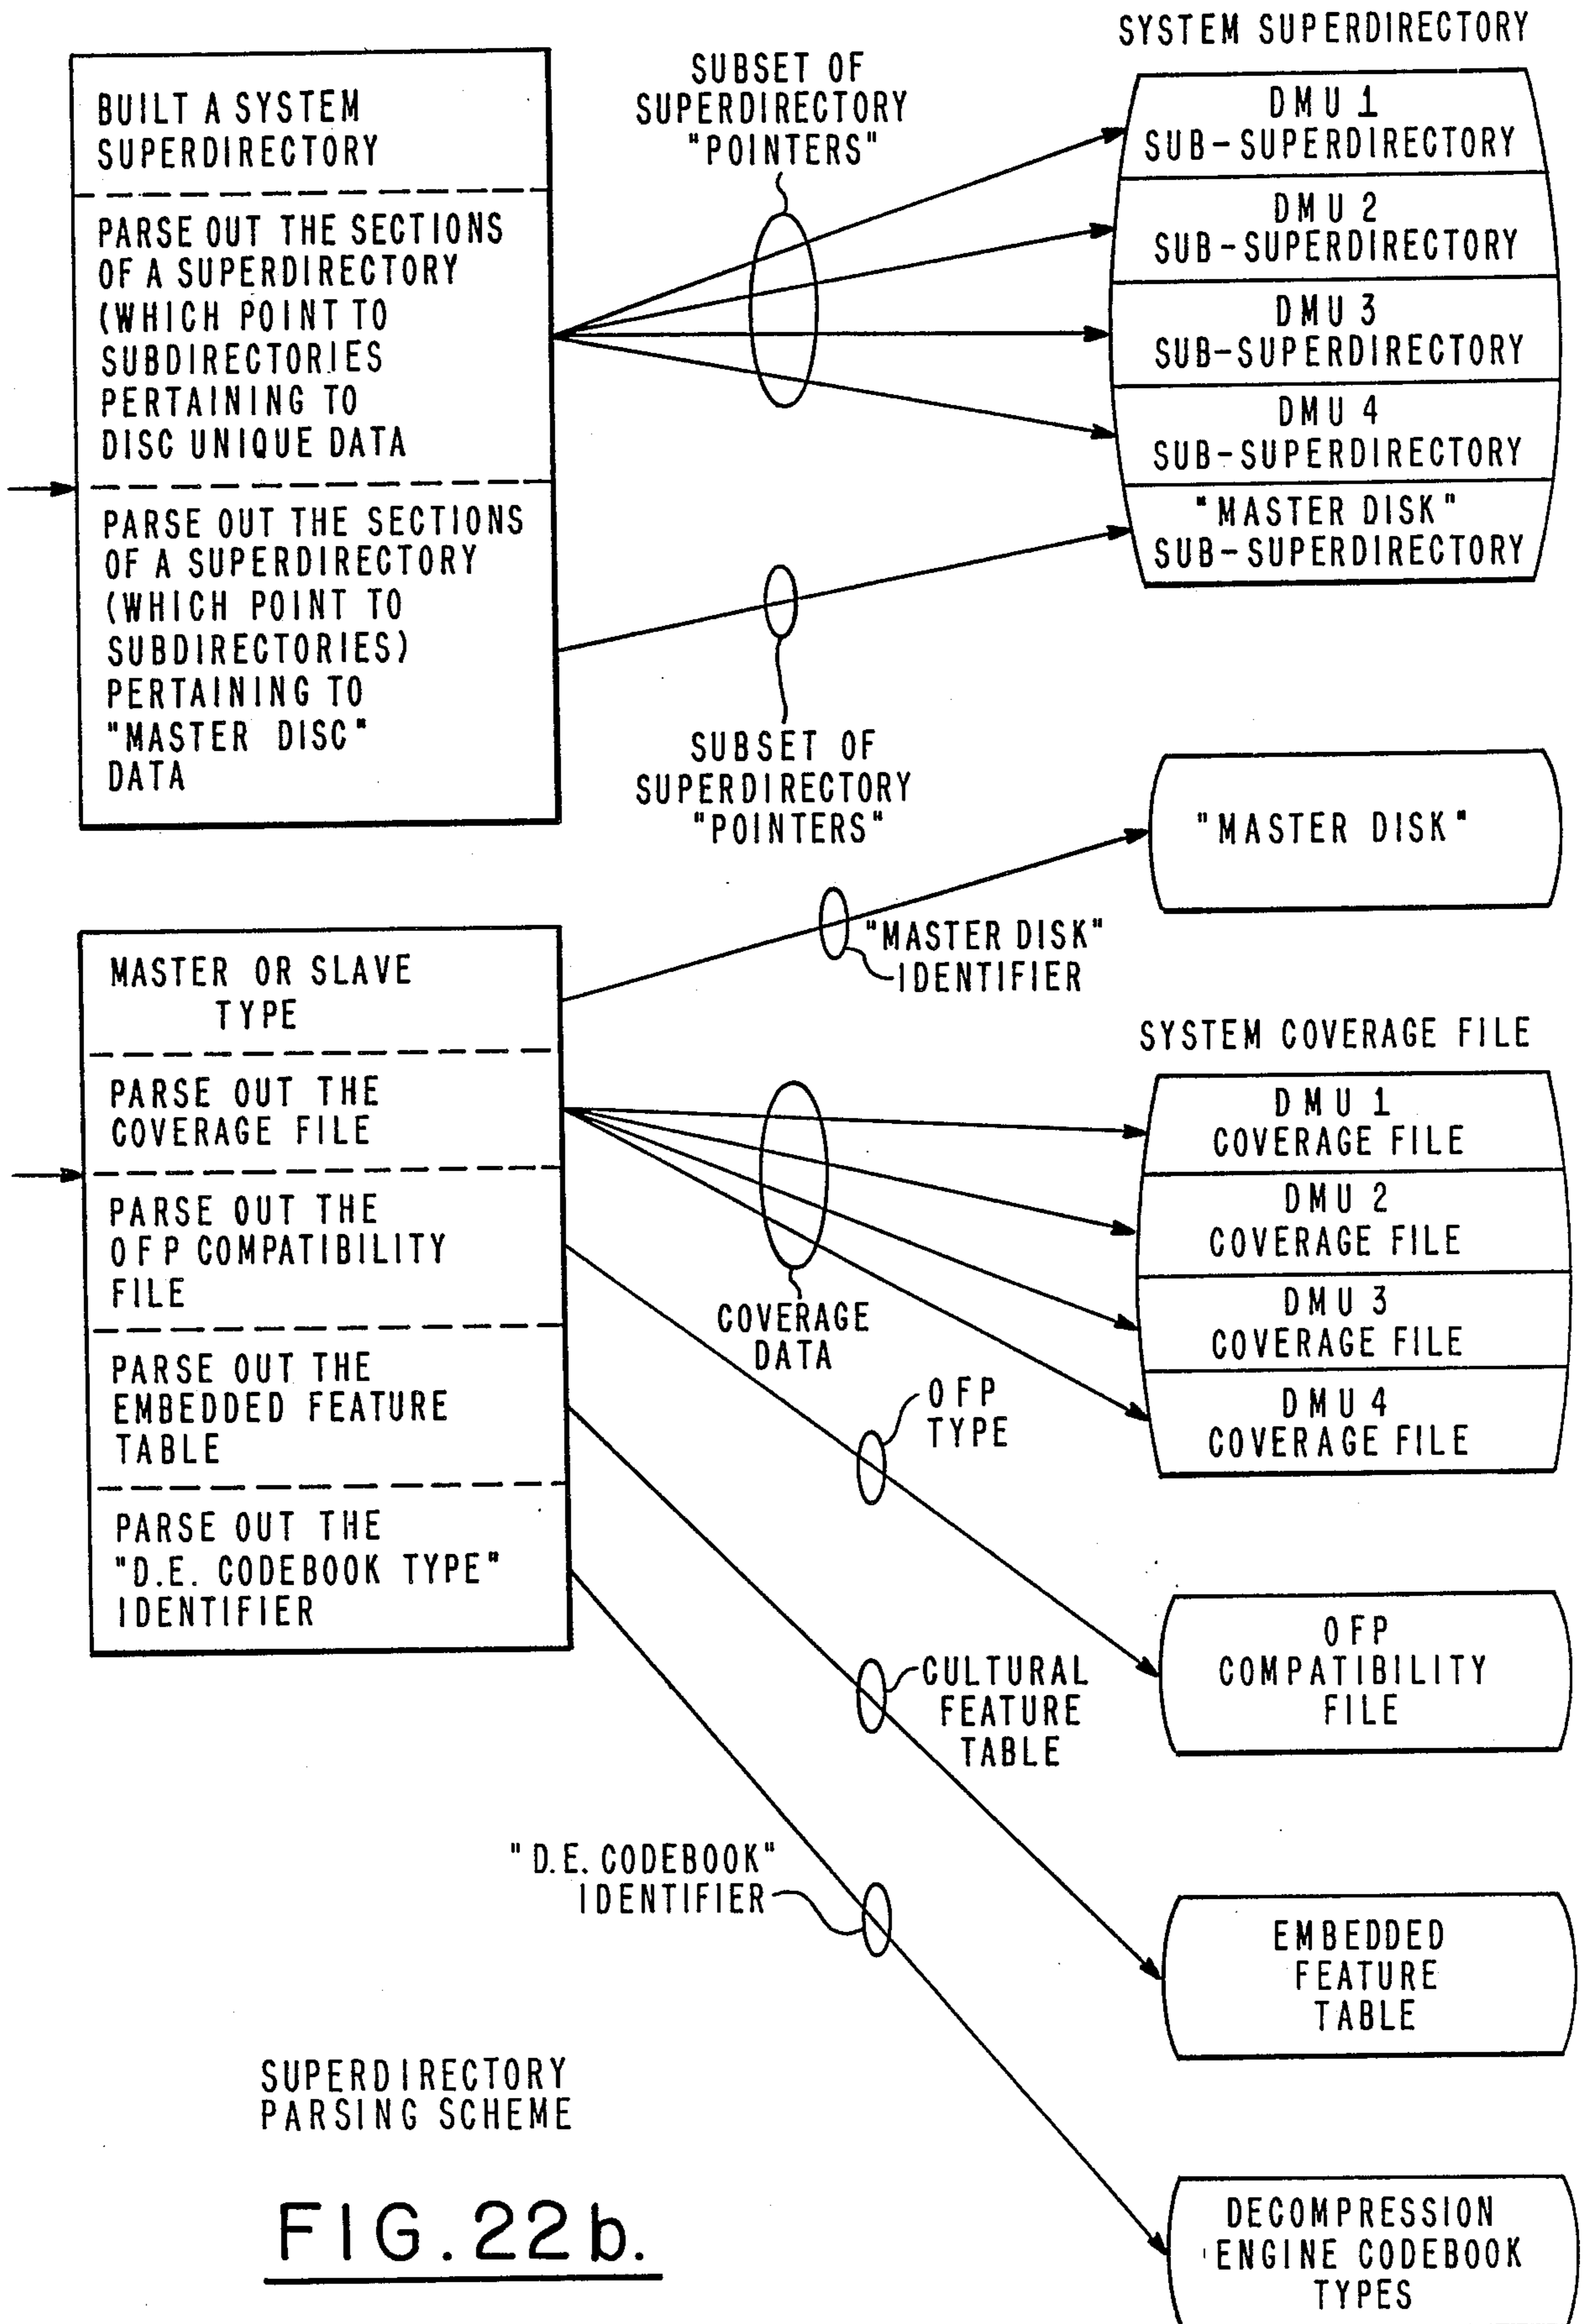 SYSTEM SUPERDIRECTORY
BUILT A SYSTEM
SUPERDIRECTORY
PARSE OUT THE SECTIONS
OF A SUPERDIRECTORY
(WHICH POINT TO
SUBDIRECTORIES
PERTAINING TO
DISC UNIQUE DATA
PARSE OUT THE SECTIONS
OF A SUPERDIRECTORY
(WHICH POINT TO
SUBDIRECTORIES)
PERTAINING TO
"MASTER DISC"
DATA
SUBSET OF
SUPERDIRECTORY
"POINTERS"
DMU 1
SUB-SUPERDIRECTORY
DMU 2
SUB-SUPERDIRECTORY
DMU 3
SUB-SUPERDIRECTORY
DMU 4
SUB-SUPERDIRECTORY
"MASTER DISK"
SUB-SUPERDIRECTORY
SUBSET OF
SUPERDIRECTORY
"POINTERS"
"MASTER DISK"
MASTER OR SLAVE
TYPE
PARSE OUT THE
COVERAGE FILE
PARSE OUT THE
OFP COMPATIBILITY
FILE
PARSE OUT THE
EMBEDDED FEATURE
TABLE
PARSE OUT THE
"D.E. CODEBOOK TYPE"
IDENTIFIER
"MASTER DISK"
IDENTIFIER
SYSTEM COVERAGE FILE
DMU 1
COVERAGE FILE
DMU 2
COVERAGE FILE
DMU 3
COVERAGE FILE
DMU 4
COVERAGE FILE
COVERAGE
DATA
OFP
TYPE
OFP
COMPATIBILITY
FILE
CULTURAL
FEATURE
TABLE
"D.E. CODEBOOK"
IDENTIFIER
EMBEDDED
FEATURE
TABLE
SUPERDIRECTORY
PARSING SCHEME
FIG. 22b.
DECOMPRESSION
ENGINE CODEBOOK
TYPES